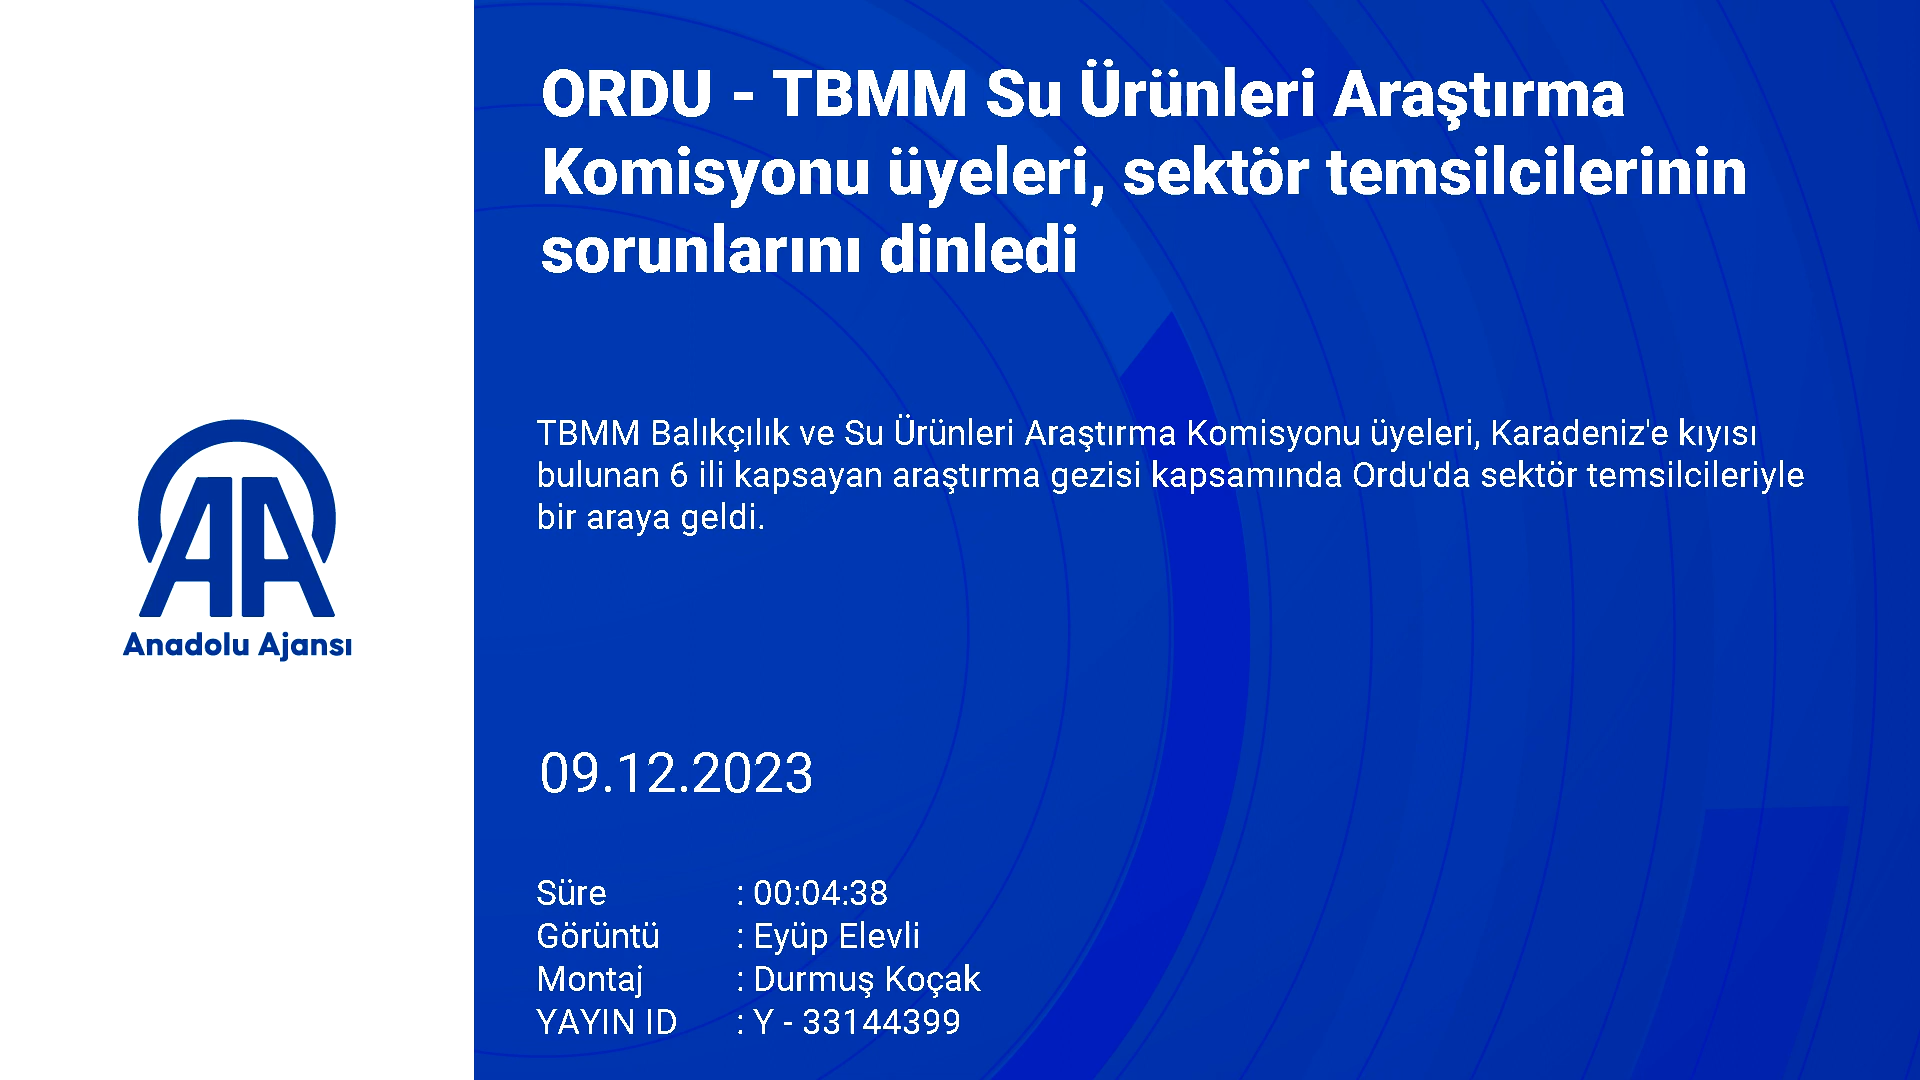 ORDU - TBMM Su Ürünleri Araştırma
Komisyonu üyeleri, sektör temsilcilerinin
sorunlarını dinledi
TBMM Balıkçılık ve Su Ürünleri Araştırma Komisyonu üyeleri, Karadeniz'e kıyısı
bulunan 6 ili kapsayan araştırma gezisi kapsamında Ordu'da sektör temsilcileriyle
bir araya geldi.
AA
Anadolu Ajansı
09.12.2023
Süre : 00:04:38
Görüntü : Eyüp Elevli
Montaj : Durmuş Koçak
YAYIN ID : Y - 33144399